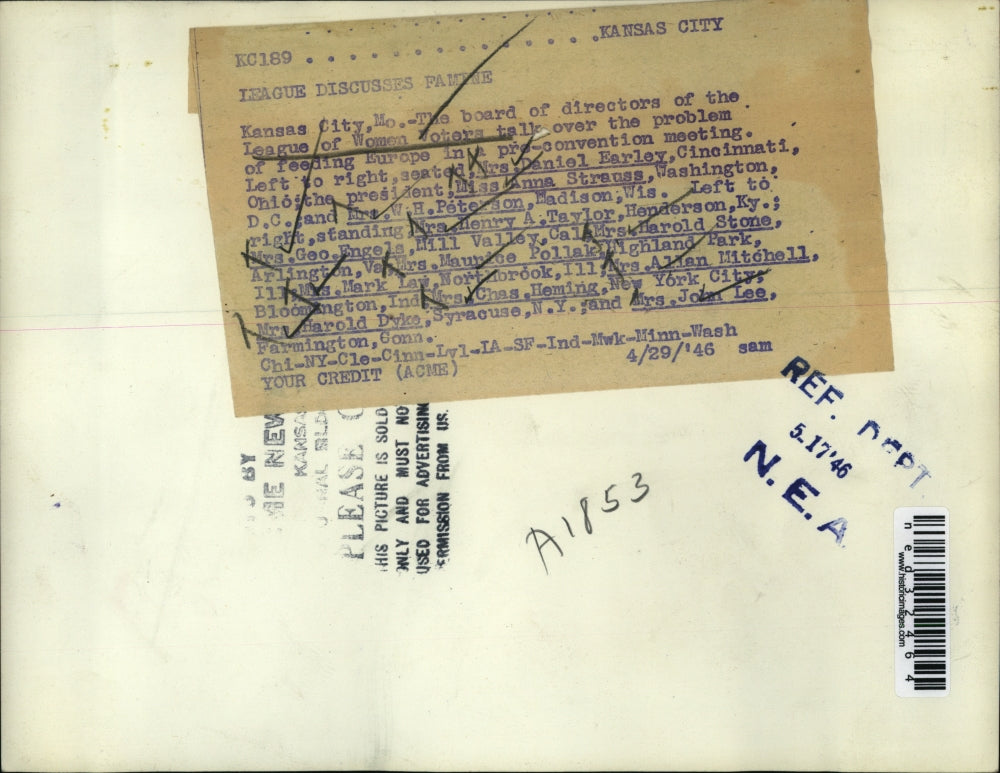 KC189 . . . . . . . . . . . . . . .KANSAS CITY
LEAGUE DISCUSSES FAMINE
Kansas City,Mo.-The board of directors of the
League of Women Voters talk over the problem
of feeding Europe in a pre-convention meeting.
Left to right,seated,Mrs.Daniel Earley,Cincinnati,
Ohio;the president,Miss Anna Strauss,Washington,
D.C.;and Mrs.W.H.Peterson,Madison,Wis. Left to
right,standing,Mrs.Henry A.Taylor,Henderson,Ky.;
Mrs.Geo.Engels,Mill Valley,Cal;Mrs.Harold Stone,
Arlington,Va;Mrs.Maurice Pollak,Highland Park,
Ill;Mrs.Mark Law,Northbrook,Ill;Mrs.Allan Mitchell,
Bloomington,Ind;Mrs.Chas.Heming,New York City;
Mrs.Harold Dyke,Syracuse,N.Y.;and Mrs.John Lee,
Farmington,Conn.
Chi-NY-Cle-Cinn-Lvl-IA-SF-Ind-Mwk-Minn-Wash
YOUR CREDIT (ACME) 4/29/'46 sam
BY
NEW
KANSA
PLEASE
THIS PICTURE IS SOLD
ONLY AND MUST NO
USED FOR ADVERTISING
ERMISSION FROM US.
A1853
REF. DEPT
5.17'46
N.E.A
ned32464
www.historicimages.com